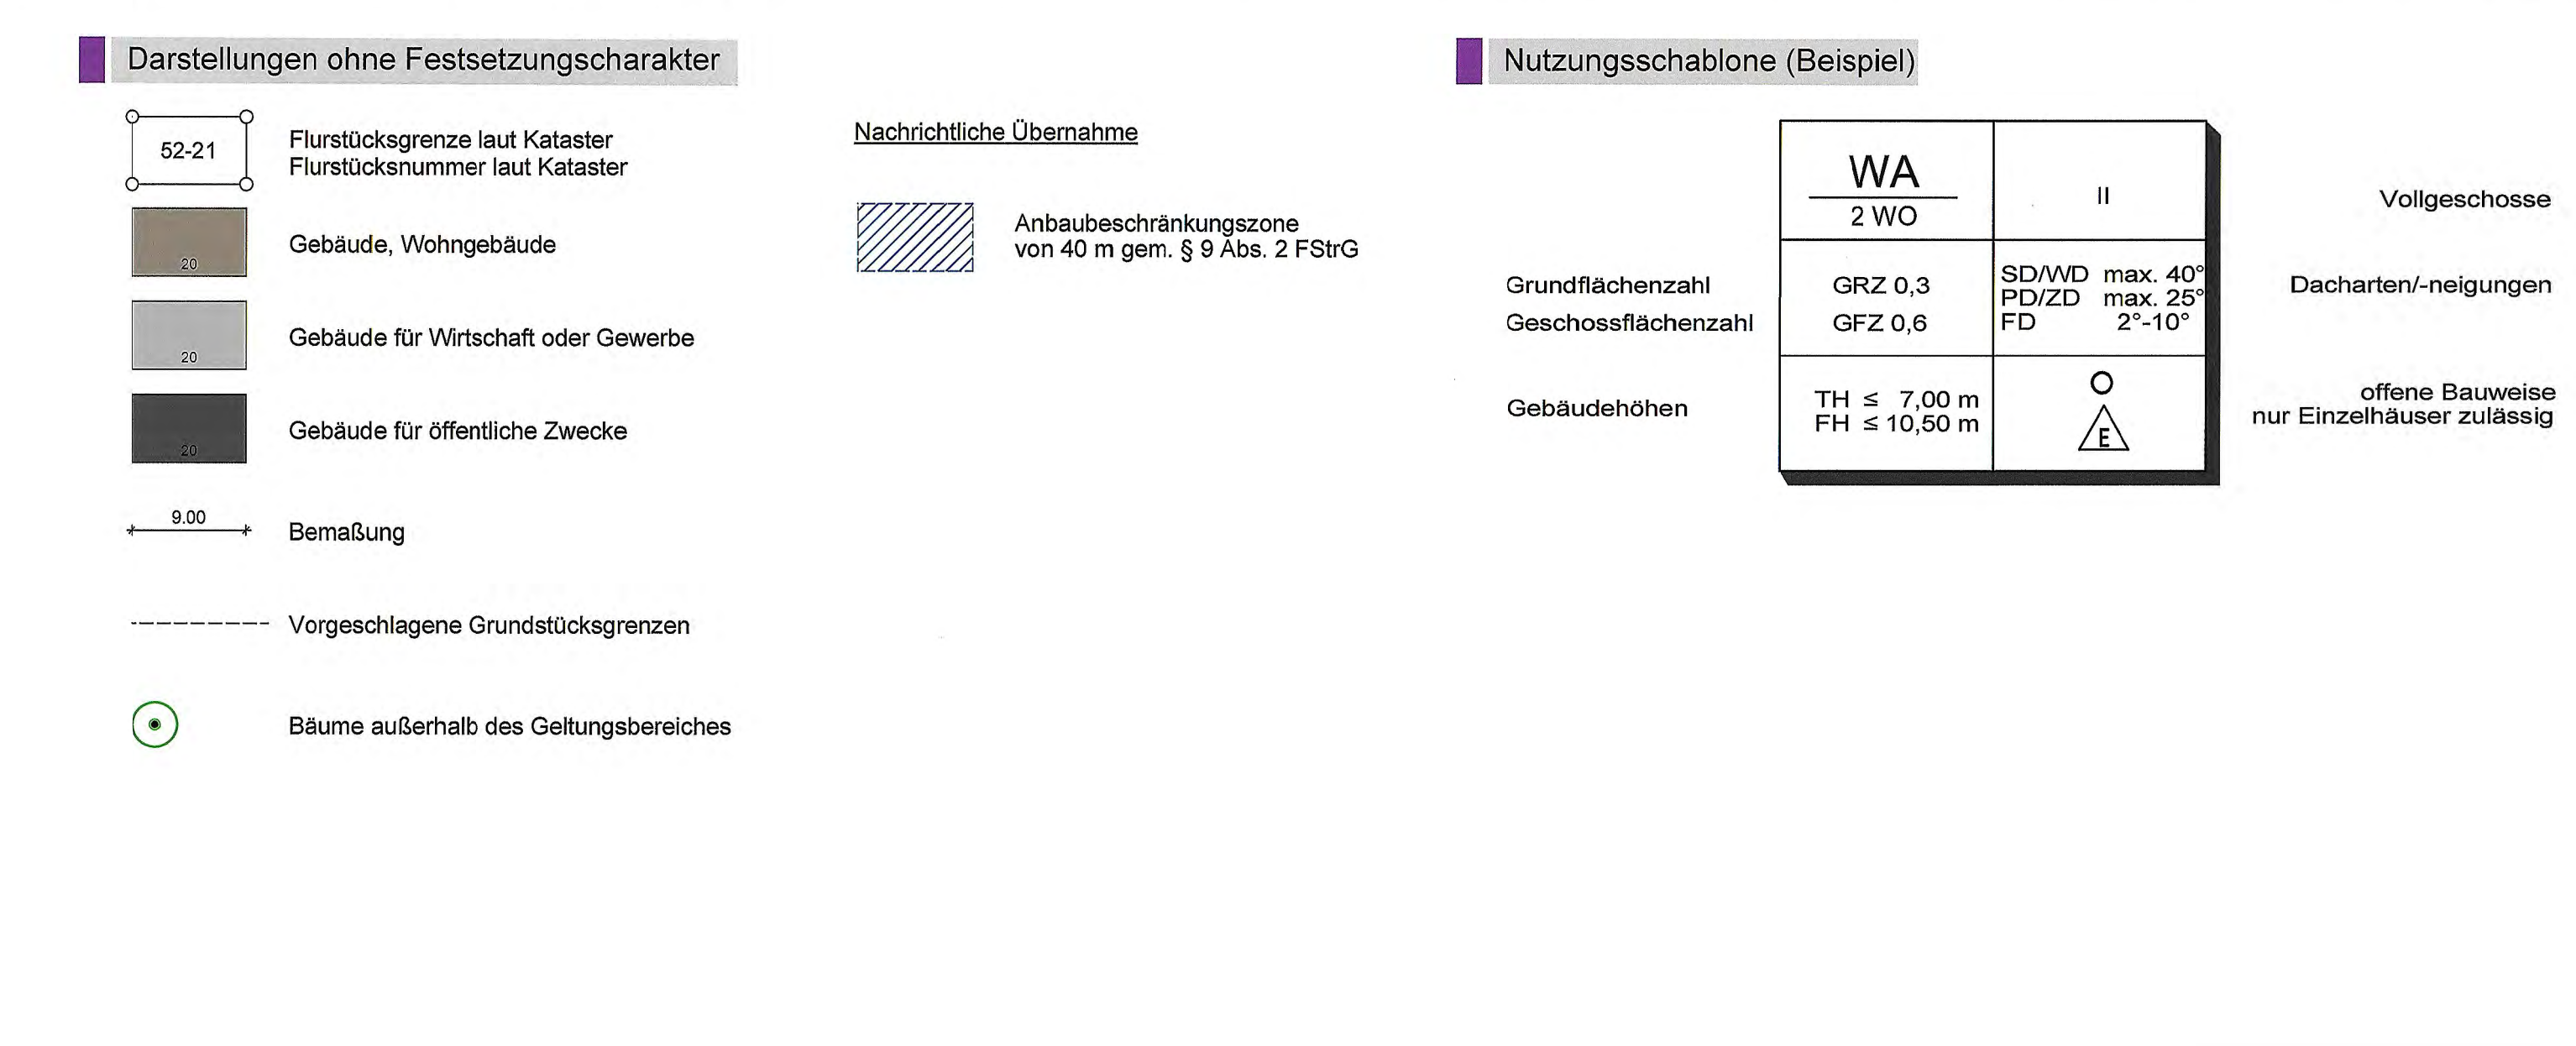 Darstellungen ohne Festsetzungscharakter
52-21
Flurstücksgrenze laut Kataster
Flurstücksnummer laut Kataster
20
Gebäude, Wohngebäude
20
Gebäude für Wirtschaft oder Gewerbe
20
Gebäude für öffentliche Zwecke
9.00
Bemaßung
Vorgeschlagene Grundstücksgrenzen
Bäume außerhalb des Geltungsbereiches
Nachrichtliche Übernahme
Anbaubeschränkungszone
von 40 m gem. § 9 Abs. 2 FStrG
Nutzungsschablone (Beispiel)
WA
2 WO
II
Vollgeschosse
Grundflächenzahl
Geschossflächenzahl
GRZ 0,3
GFZ 0,6
SD/WD max. 40°
PD/ZD max. 25°
FD 2°-10°
Dacharten/-neigungen
Gebäudehöhen
TH ≤ 7,00 m
FH ≤ 10,50 m
O
E
offene Bauweise
nur Einzelhäuser zulässig